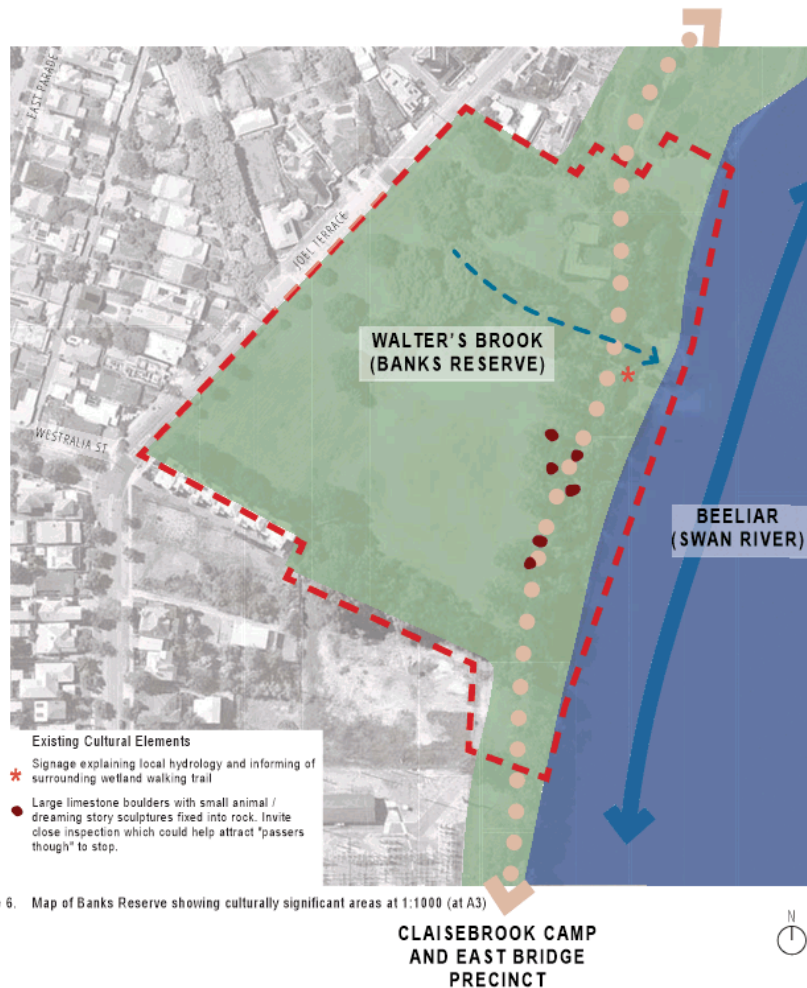 EAST PARADE
JOEL TERRACE
WALTER'S BROOK
(BANKS RESERVE)
WESTRALIA ST
BEELIAR
(SWAN RIVER)
Existing Cultural Elements
* Signage explaining local hydrology and informing of
surrounding wetland walking trail
Large limestone boulders with small animal /
dreaming story sculptures fixed into rock. Invite
close inspection which could help attract "passers
though" to stop.
6. Map of Banks Reserve showing culturally significant areas at 1:1000 (at A3)
N
CLAISEBROOK CAMP
AND EAST BRIDGE
PRECINCT